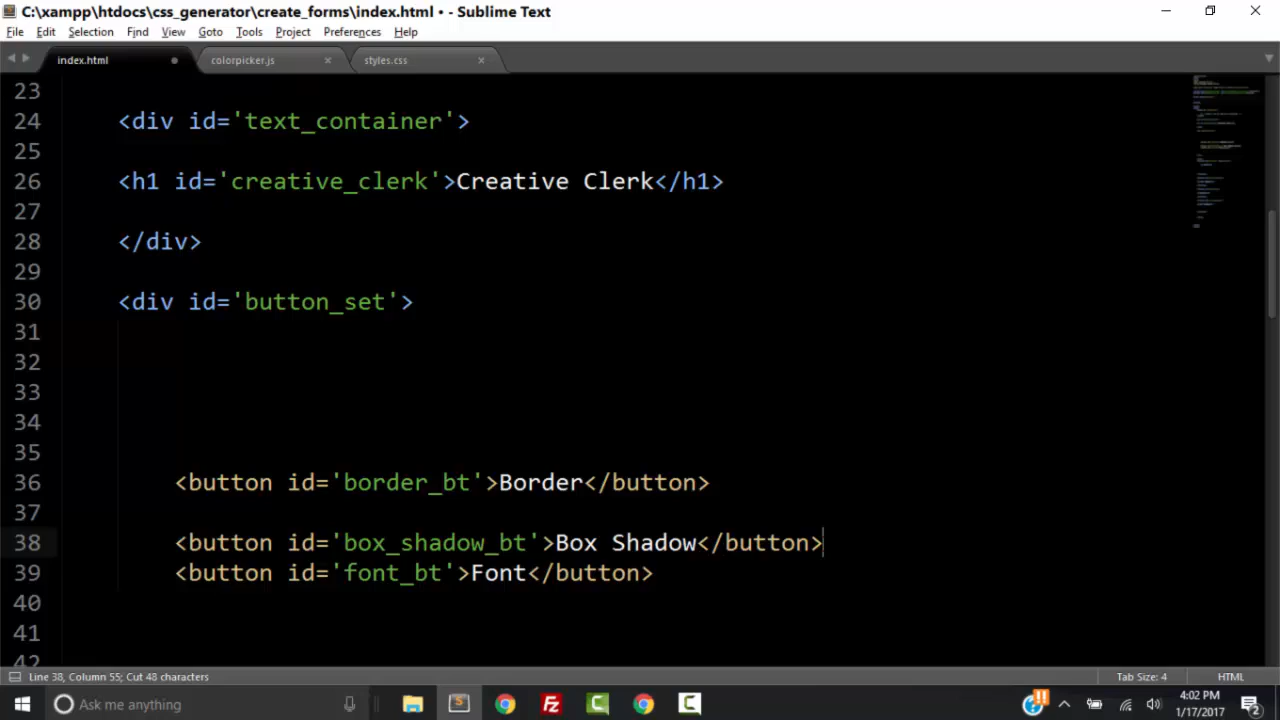 C:\xampp\htdocs\css_generator\create_forms\index.html • - Sublime Text
File Edit Selection Find View Goto Tools Project Preferences Help
index.html colorpicker.js styles.css
23
24 <div id='text_container'>
25
26 <h1 id='creative_clerk'>Creative Clerk</h1>
27
28 </div>
29
30 <div id='button_set'>
31
32
33
34
35
36 <button id='border_bt'>Border</button>
37
38 <button id='box_shadow_bt'>Box Shadow</button>
39 <button id='font_bt'>Font</button>
40
41
42
Line 38, Column 55; Cut 48 characters Tab Size: 4 HTML
Ask me anything 4:02 PM
1/17/2017 2